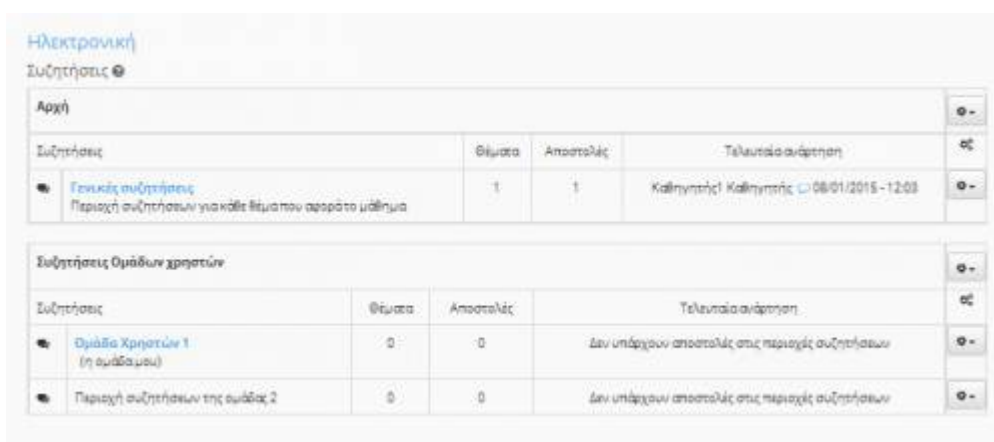 Ηλεκτρονική
Συζητήσεις
Αρχή
Συζητήσεις Θέματα Αποστολές Τελευταία ανάρτηση
Γενικές συζητήσεις 1 1 Καθηγητής1 Καθηγητής 08/01/2015 - 12:03
Περιοχή συζητήσεων για κάθε θέμα που αφορά το μάθημα
Συζητήσεις Ομάδων χρηστών
Συζητήσεις Θέματα Αποστολές Τελευταία ανάρτηση
Ομάδα Χρηστών 1 0 0 Δεν υπάρχουν αποστολές στις περιοχές συζητήσεων
(η ομάδα μου)
Περιοχή συζητήσεων της ομάδας 2 0 0 Δεν υπάρχουν αποστολές στις περιοχές συζητήσεων